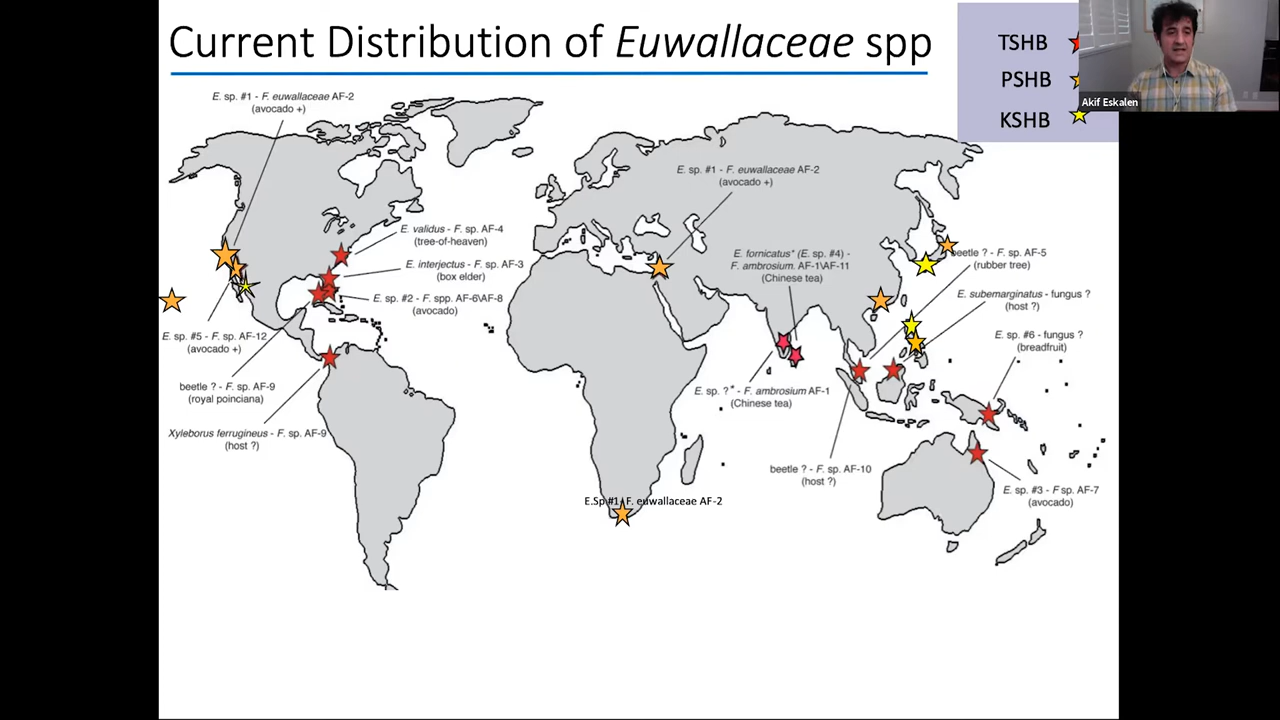 Current Distribution of Euwallaceae spp
TSHB
PSHB
KSHB
Akif Eskalen
E. sp. #1 - F. euwallaceae AF-2
(avocado +)
E. sp. #1 - F. euwallaceae AF-2
(avocado +)
E. validus - F. sp. AF-4
(tree-of-heaven)
E. interjectus - F. sp. AF-3
(box elder)
E. sp. #2 - F. spp. AF-6\AF-8
(avocado)
E. fornicatus* (E. sp. #4) -
F. ambrosium. AF-1\AF-11
(Chinese tea)
beetle ? - F. sp. AF-5
(rubber tree)
E. subemarginatus - fungus ?
(host ?)
E. sp. #6 - fungus ?
(breadfruit)
E. sp. #5 - F. sp. AF-12
(avocado +)
beetle ? - F. sp. AF-9
(royal poinciana)
Xyleborus ferrugineus - F. sp. AF-9
(host ?)
E. sp. ?* - F. ambrosium AF-1
(Chinese tea)
beetle ? - F. sp. AF-10
(host ?)
E. sp. #3 - F sp. AF-7
(avocado)
E.Sp #1- F. euwallaceae AF-2